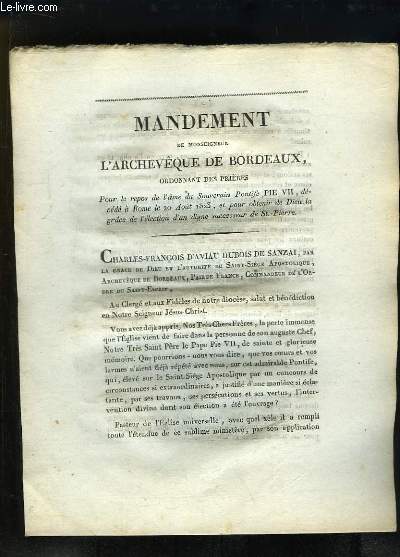 MANDEMENT
DE MONSEIGNEUR
L'ARCHEVÊQUE DE BORDEAUX,
ORDONNANT DES PRIÈRES
Pour le repos de l'âme du Souverain Pontife PIE VII, dé-
cédé à Rome le 20 Août 1823, et pour obtenir de Dieu la
grâce de l'élection d'un digne successeur de St.-Pierre.
CHARLES-FRANÇOIS D'AVIAU DUBOIS DE SANZAI, PAR
LA GRACE DE DIEU ET L'AUTORITÉ DU SAINT-SIÉGE APOSTOLIQUE,
ARCHEVÊQUE DE BORDEAUX, PAIR DE FRANCE, COMMANDEUR DE L'OR-
DRE DU SAINT-ESPRIT,
Au Clergé et aux Fidèles de notre diocèse, salut et bénédiction
en Notre Seigneur Jésus-Christ.
Vous avez déjà appris, Nos Très-Chers Frères, la perte immense
que l'Eglise vient de faire dans la personne de son auguste Chef,
Notre Très Saint Père le Pape Pie VII, de sainte et glorieuse
mémoire. Que pourrions-nous vous dire, que vos cœurs et vos
larmes n'aient déjà répété avec nous, sur cet admirable Pontife,
qui, élevé sur le Saint-Siége Apostolique par un concours de
circonstances si extraordinaires, a justifié d'une manière si écla-
tante, par ses travaux, ses persécutions et ses vertus, l'inter-
vention divine dont son élection a été l'ouvrage?
Pasteur de l'Eglise universelle, avec quel zèle il a rempli
toute l'étendue de ce sublime ministère, par son application
Le-livre.com